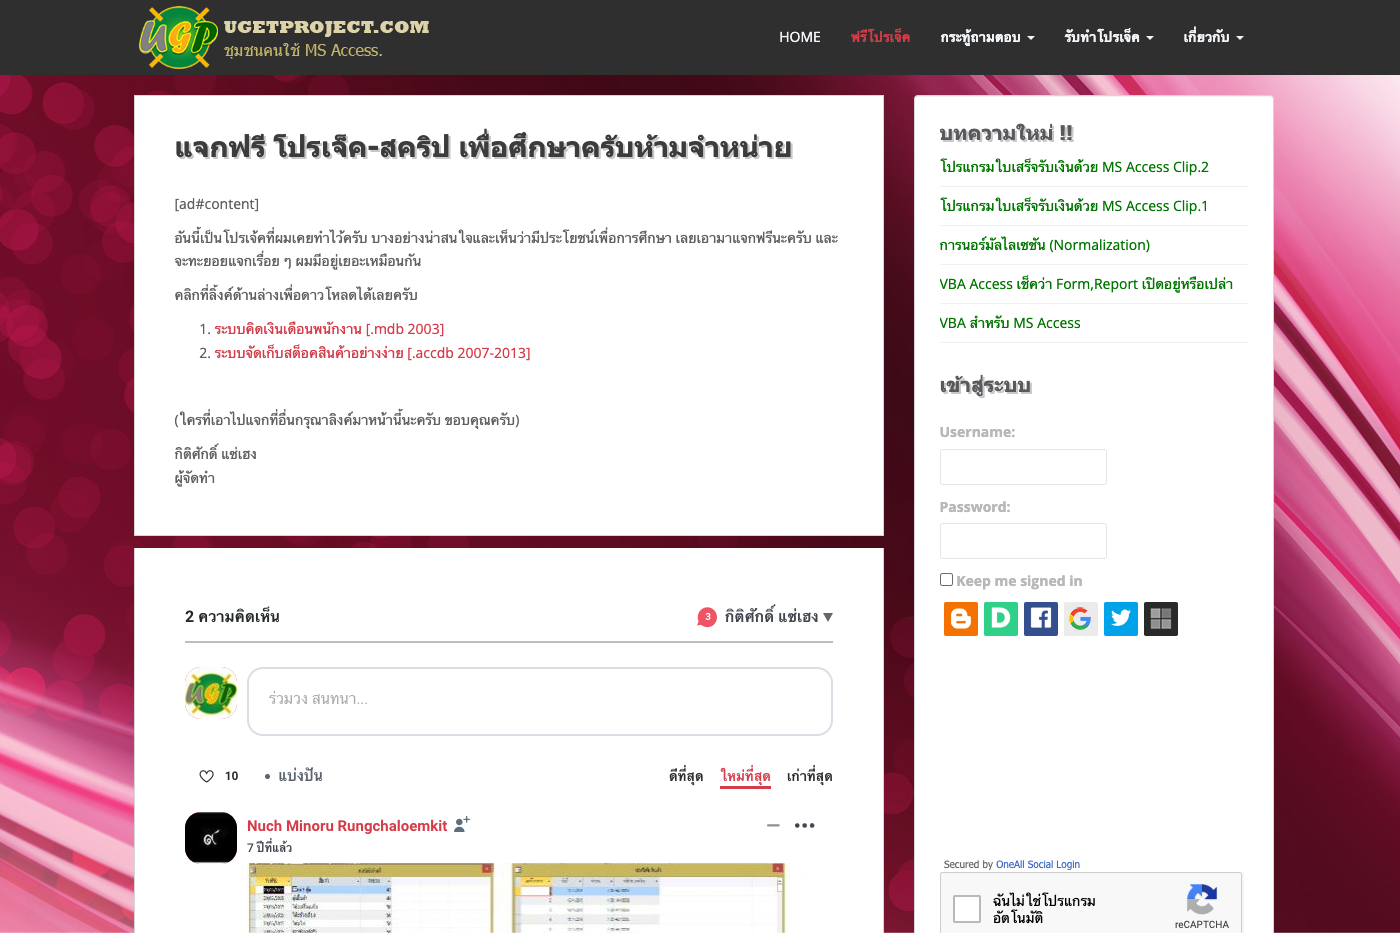 UGP
UGETPROJECT.COM
ชุมชนคนใช้ MS Access.
HOME
ฟรีโปรเจ็ค
กระทู้ถามตอบ
รับทำโปรเจ็ค
เกี่ยวกับ
แจกฟรี โปรเจ็ค-สคริป เพื่อศึกษาครับห้ามจำหน่าย
[ad#content]
อันนี้เป็นโปรเจ้คที่ผมเคยทำไว้ครับ บางอย่างน่าสนใจและเห็นว่ามีประโยชน์เพื่อการศึกษา เลยเอามาแจกฟรีนะครับ และ
จะทะยอยแจกเรื่อย ๆ ผมมีอยู่เยอะเหมือนกัน
คลิกที่ลิ้งค์ด้านล่างเพื่อดาวโหลดได้เลยครับ
1. ระบบคิดเงินเดือนพนักงาน [.mdb 2003]
2. ระบบจัดเก็บสต็อคสินค้าอย่างง่าย [.accdb 2007-2013]
(ใครที่เอาไปแจกที่อื่นกรุณาลิงค์มาหน้านี้นะครับ ขอบคุณครับ)
กิติศักดิ์ แซ่เฮง
ผู้จัดทำ
2 ความคิดเห็น
3 กิติศักดิ์ แซ่เฮง
UGP
ร่วมวง สนทนา...
10
• แบ่งปัน
ดีที่สุด
ใหม่ที่สุด
เก่าที่สุด
Nuch Minoru Rungchaloemkit
7 ปีที่แล้ว
บทความใหม่ !!
โปรแกรมใบเสร็จรับเงินด้วย MS Access Clip.2
โปรแกรมใบเสร็จรับเงินด้วย MS Access Clip.1
การนอร์มัลไลเซชัน (Normalization)
VBA Access เช็คว่า Form,Report เปิดอยู่หรือเปล่า
VBA สำหรับ MS Access
เข้าสู่ระบบ
Username:
Password:
Keep me signed in
Secured by OneAll Social Login
ฉันไม่ใช่โปรแกรม
อัตโนมัติ
reCAPTCHA